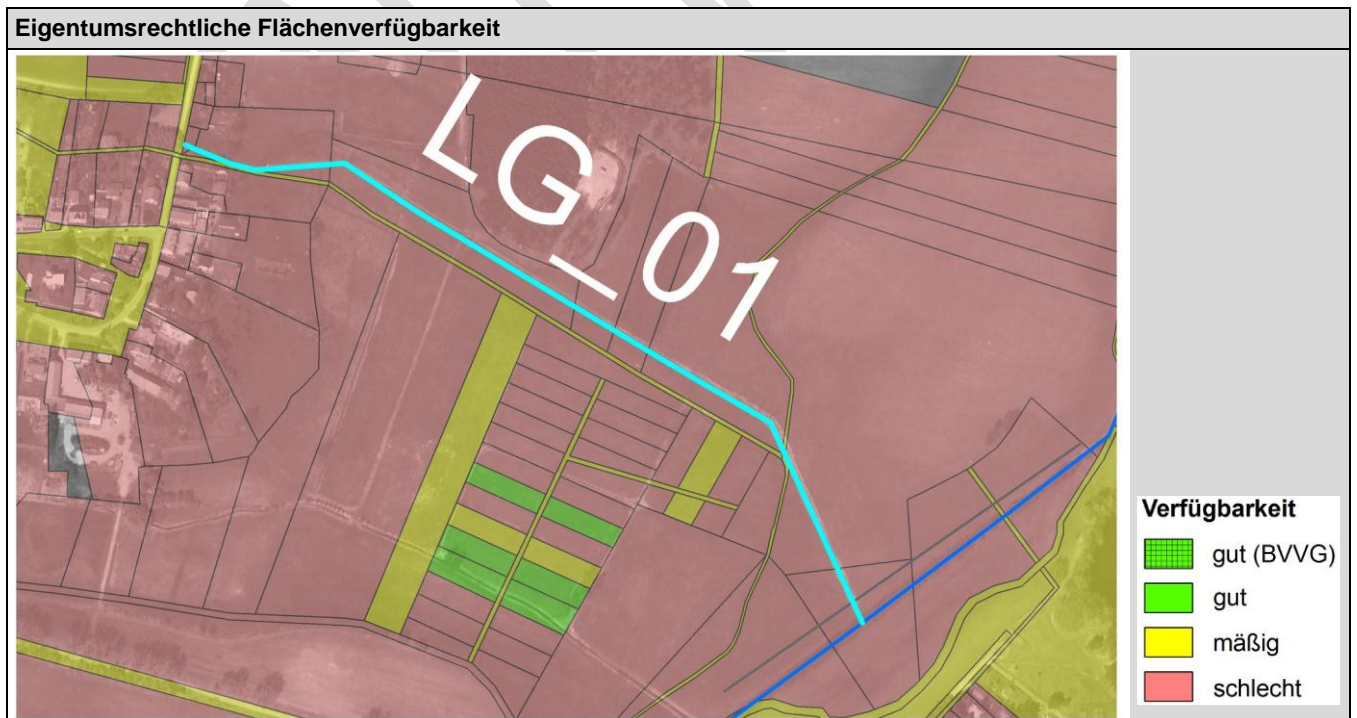 Eigentumsrechtliche Flächenverfügbarkeit
LG_01
Verfügbarkeit
gut (BVVG)
gut
mäßig
schlecht